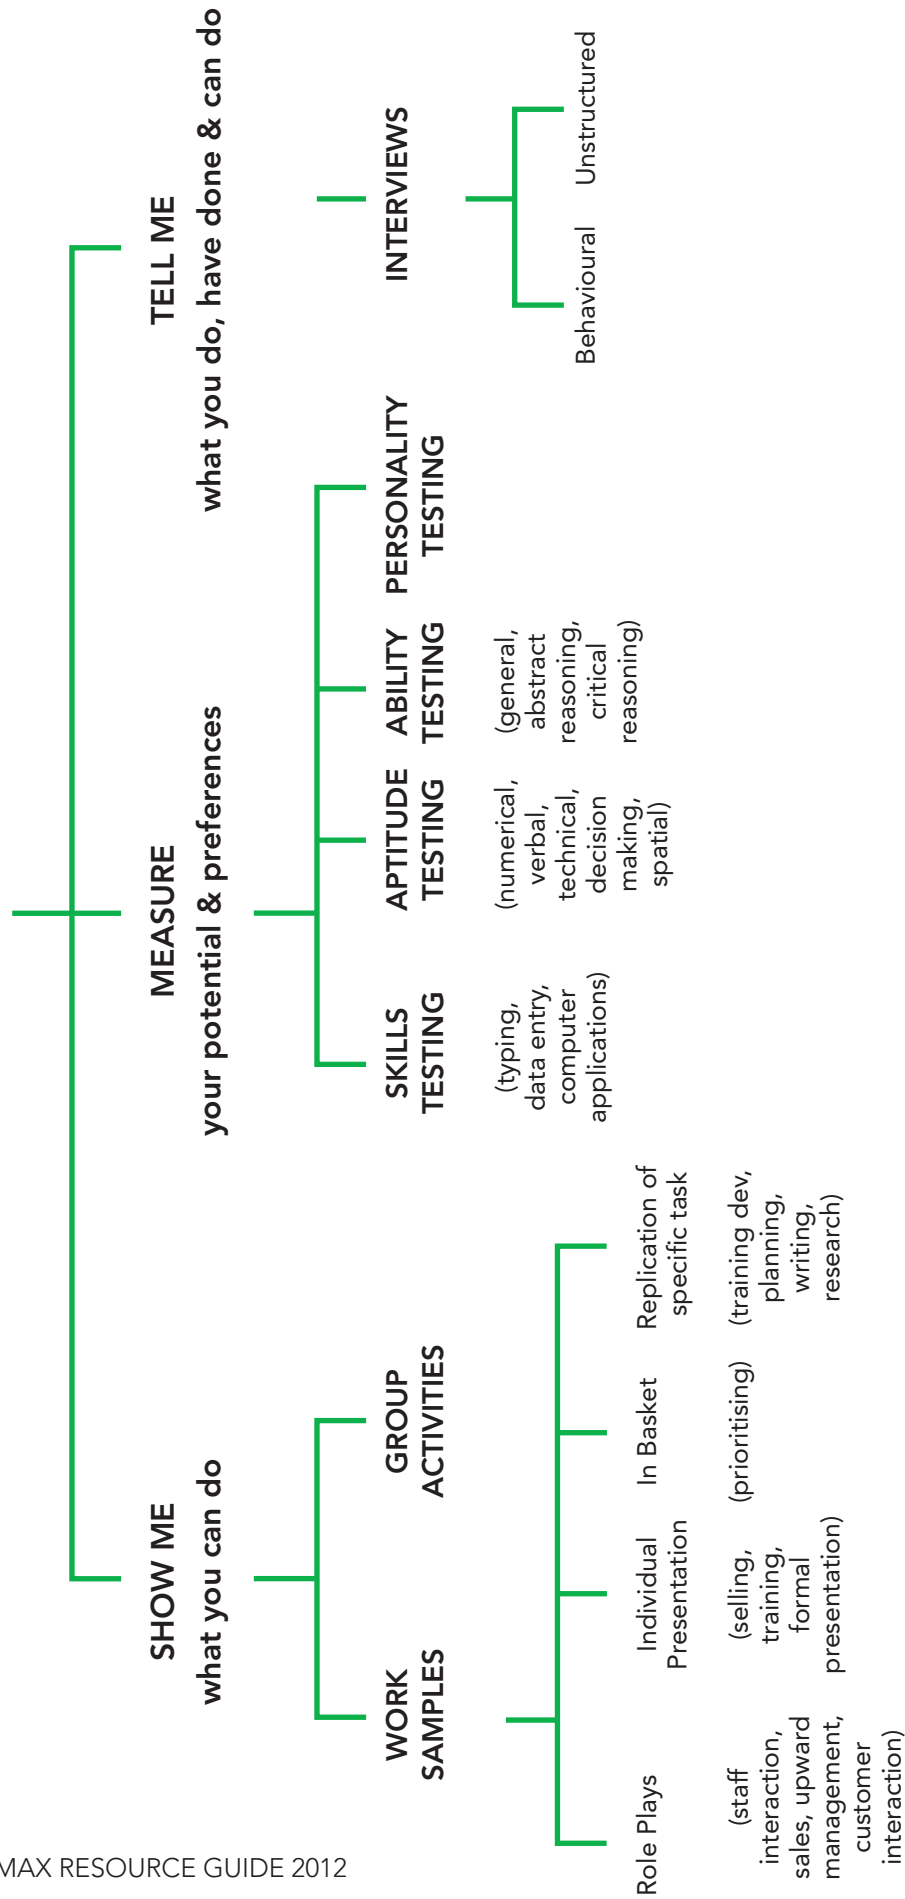 SHOW ME
what you can do
MEASURE
your potential & preferences
TELL ME
what you do, have done & can do
WORK
SAMPLES
GROUP
ACTIVITIES
SKILLS
TESTING
APTITUDE
TESTING
ABILITY
TESTING
PERSONALITY
TESTING
INTERVIEWS
(typing,
data entry,
computer
applications)
(numerical,
verbal,
technical,
decision
making,
spatial)
(general,
abstract
reasoning,
critical
reasoning)
Behavioural
Unstructured
Role Plays
(staff
interaction,
sales, upward
management,
customer
interaction)
Individual
Presentation
(selling,
training,
formal
presentation)
In Basket
(prioritising)
Replication of
specific task
(training dev,
planning,
writing,
research)
MAX RESOURCE GUIDE 2012